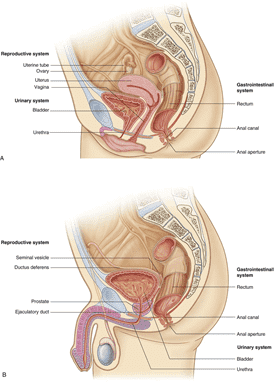 Reproductive system
Uterine tube
Ovary
Uterus
Vagina
Urinary system
Bladder
Urethra
Gastrointestinal
system
Rectum
Anal canal
Anal aperture
A
Reproductive system
Seminal vesicle
Ductus deferens
Prostate
Ejaculatory duct
Gastrointestinal
system
Rectum
Anal canal
Anal aperture
Urinary system
Bladder
Urethra
B